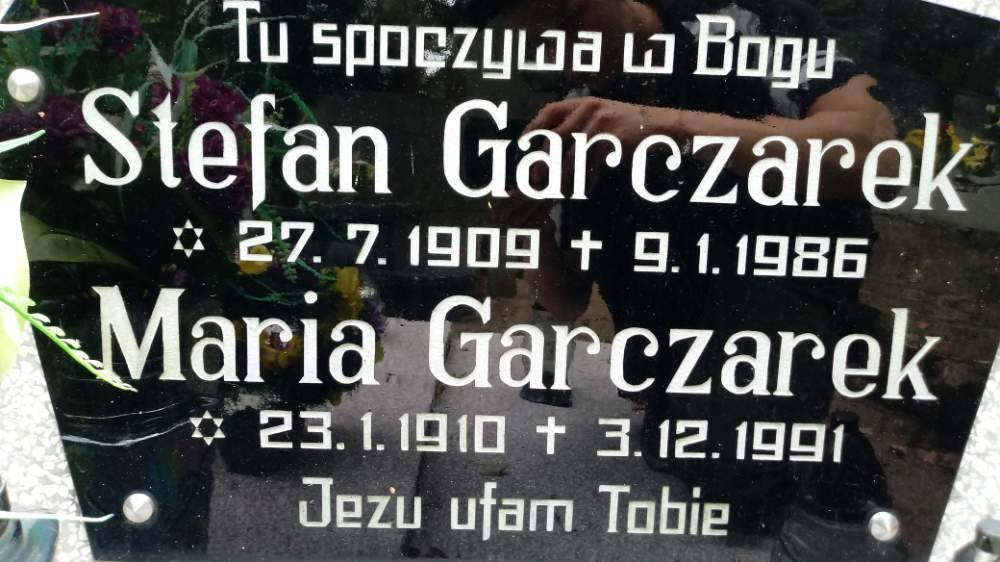 Tu spoczywa w Bogu
Stefan Garczarek
✡ 27. 7. 1909 † 9. 1. 1986
Maria Garczarek
✡ 23. 1. 1910 † 3. 12. 1991
Jezu ufam Tobie